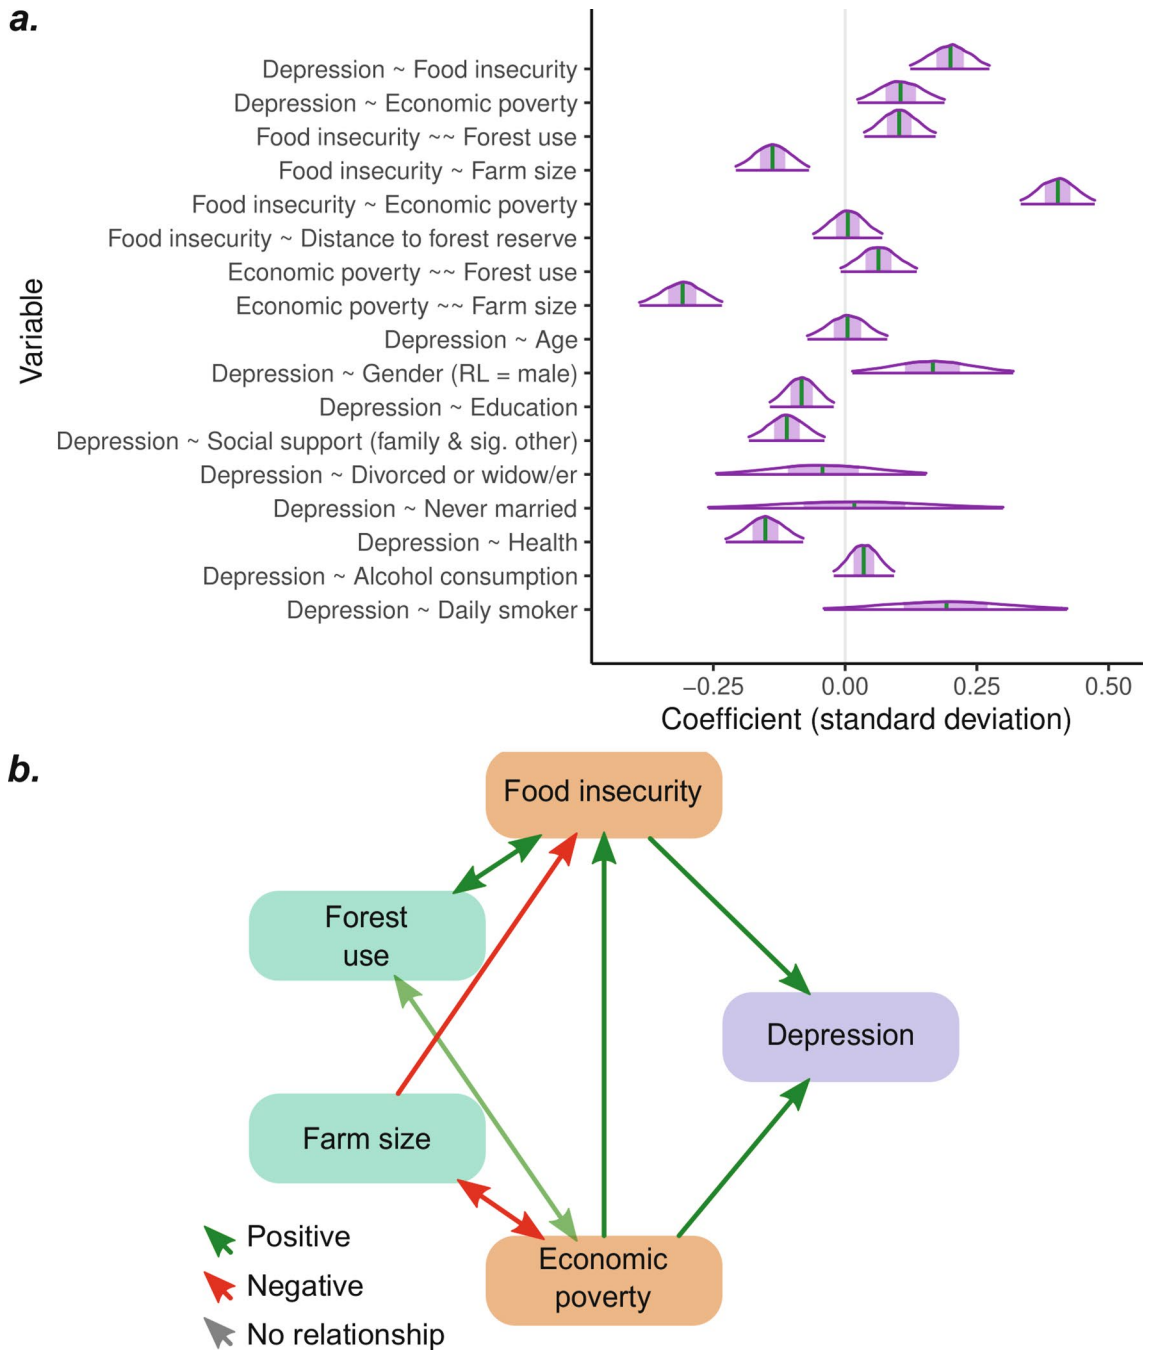 a.
Variable
Depression ~ Food insecurity
Depression ~ Economic poverty
Food insecurity ~~ Forest use
Food insecurity ~ Farm size
Food insecurity ~ Economic poverty
Food insecurity ~ Distance to forest reserve
Economic poverty ~~ Forest use
Economic poverty ~~ Farm size
Depression ~ Age
Depression ~ Gender (RL = male)
Depression ~ Education
Depression ~ Social support (family & sig. other)
Depression ~ Divorced or widow/er
Depression ~ Never married
Depression ~ Health
Depression ~ Alcohol consumption
Depression ~ Daily smoker
−0.25 0.00 0.25 0.50
Coefficient (standard deviation)
b.
Food insecurity
Forest
use
Depression
Farm size
Economic
poverty
Positive
Negative
No relationship